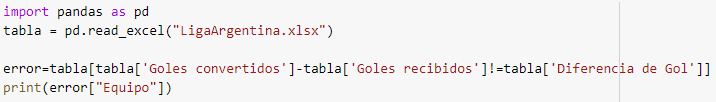 import pandas as pd
tabla = pd.read_excel("LigaArgentina.xlsx")
error=tabla[tabla['Goles convertidos']-tabla['Goles recibidos']!=tabla['Diferencia de Gol']]
print(error["Equipo"])